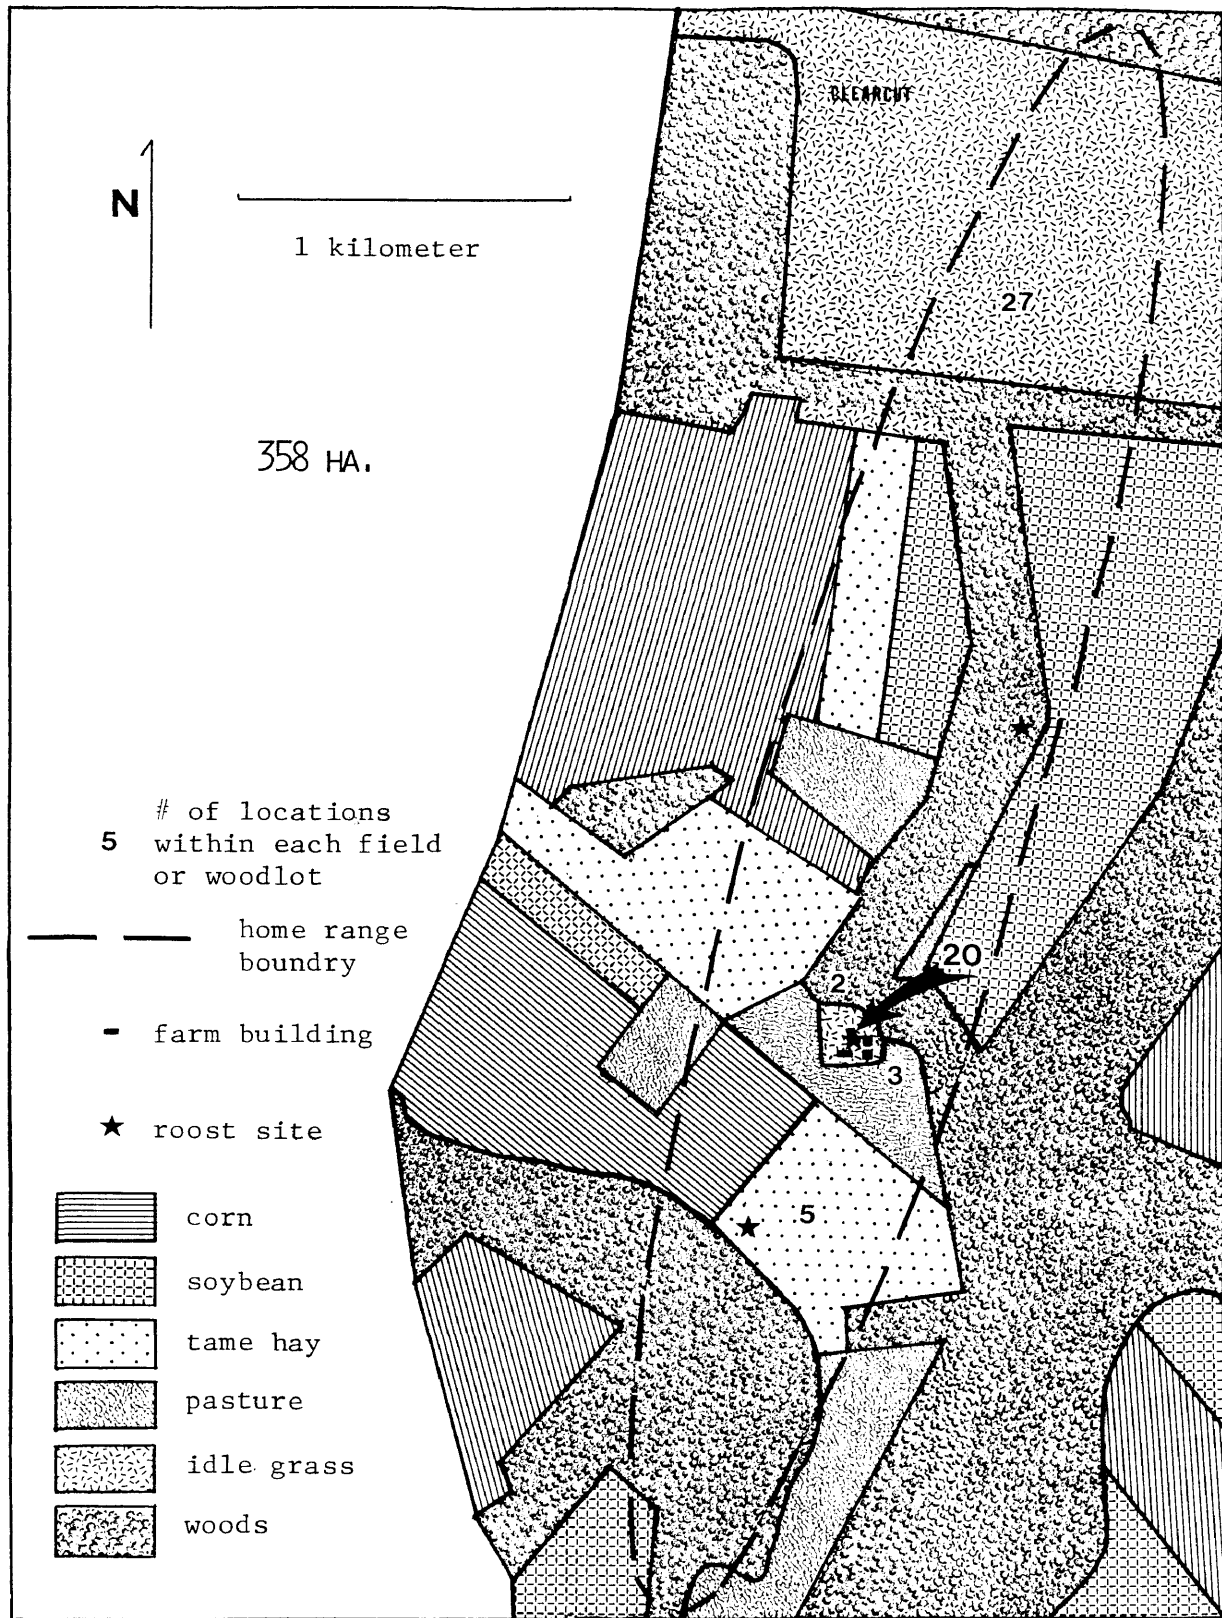 CLEARCUT
N
1 kilometer
27
358 HA.
# of locations
5 within each field
or woodlot
home range
boundry
farm building
roost site
20
2
3
5
corn
soybean
tame hay
pasture
idle grass
woods